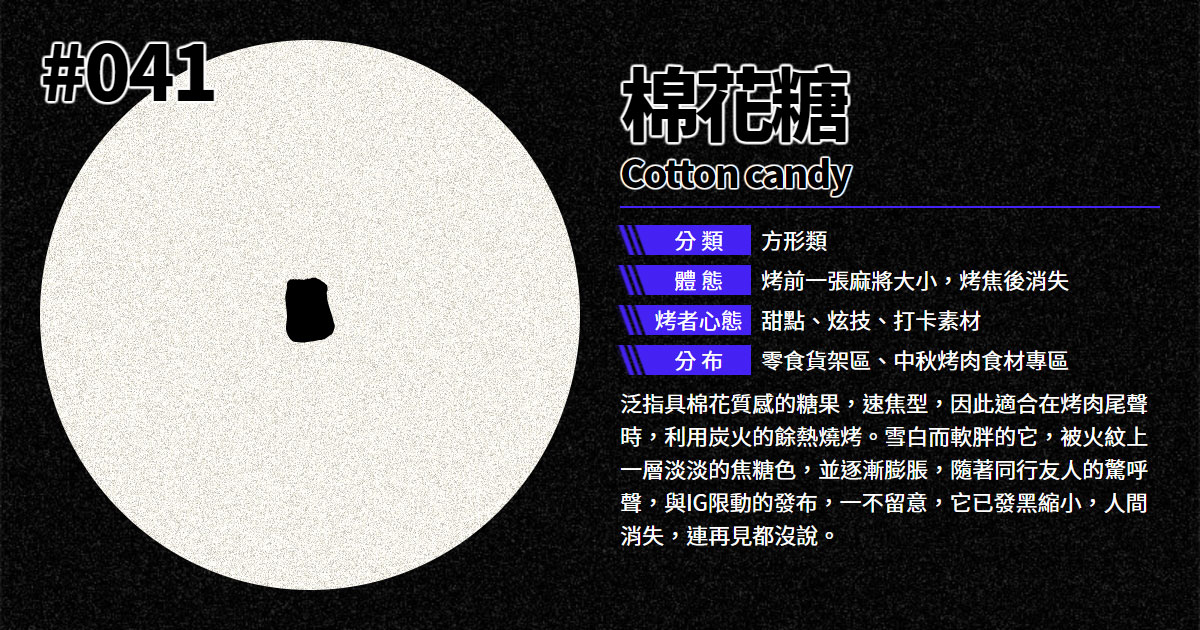 #041
棉花糖
Cotton candy
分類 方形類
體態 烤前一張麻將大小，烤焦後消失
烤者心態 甜點、炫技、打卡素材
分布 零食貨架區、中秋烤肉食材專區
泛指具棉花質感的糖果，速焦型，因此適合在烤肉尾聲
時，利用炭火的餘熱燒烤。雪白而軟胖的它，被火紋上
一層淡淡的焦糖色，並逐漸膨脹，隨著同行友人的驚呼
聲，與IG限動的發布，一不留意，它已發黑縮小，人間
消失，連再見都沒說。